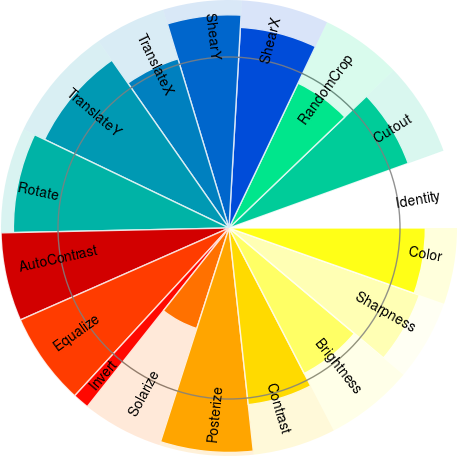 ShearY
ShearX
TranslateX
RandomCrop
TranslateY
Cutout
Rotate
Identity
AutoContrast
Color
Equalize
Sharpness
Invert
Brightness
Solarize
Contrast
Posterize